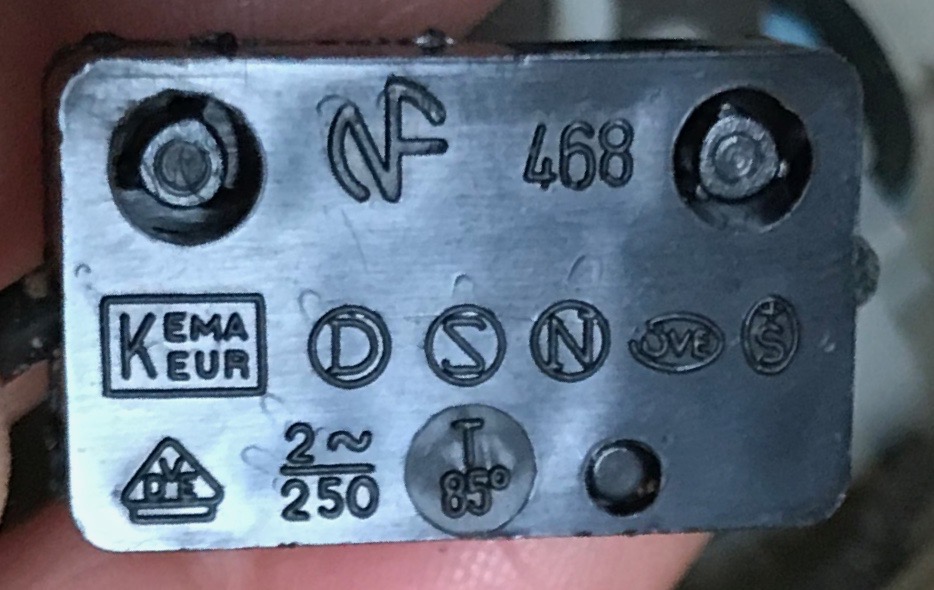 NF 468
KEMA EUR D S N ÖVE +S
VDE 2~ T
250 85°